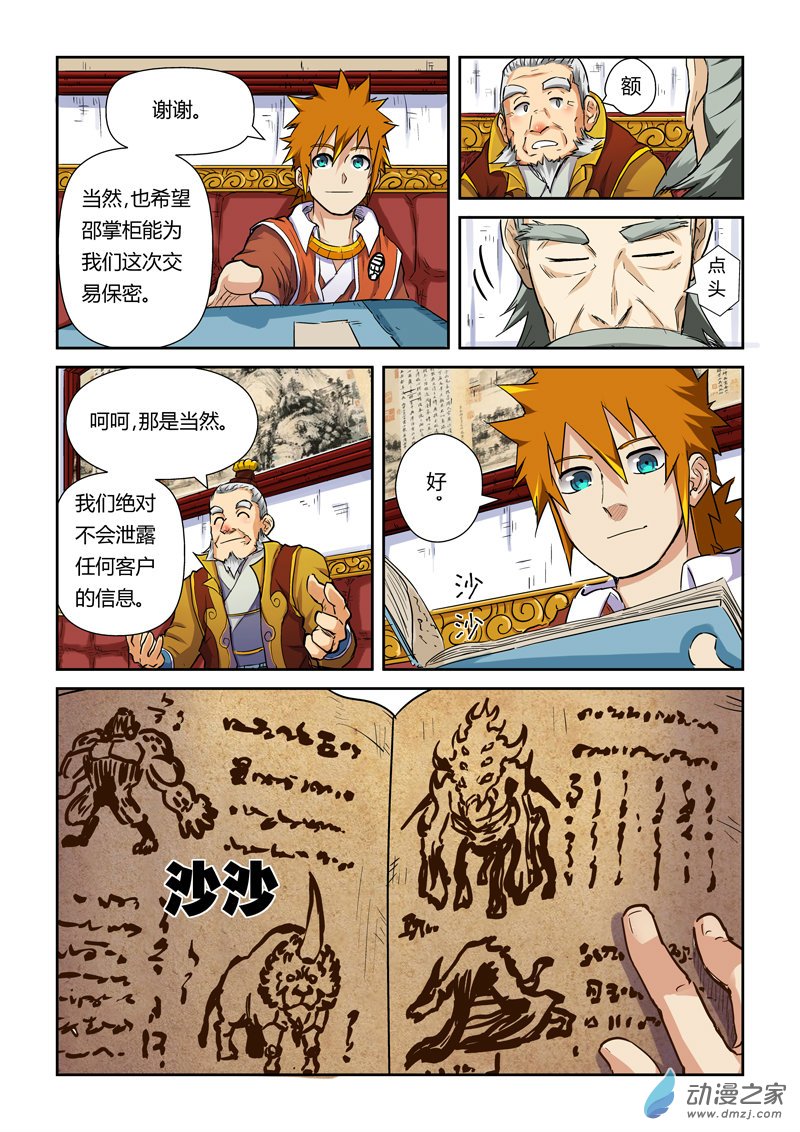 谢谢。
当然,也希望
邵掌柜能为
我们这次交
易保密。
额
点头
呵呵,那是当然。
我们绝对
不会泄露
任何客户
的信息。
好。
沙
沙
沙沙
动漫之家
www.dmzj.com